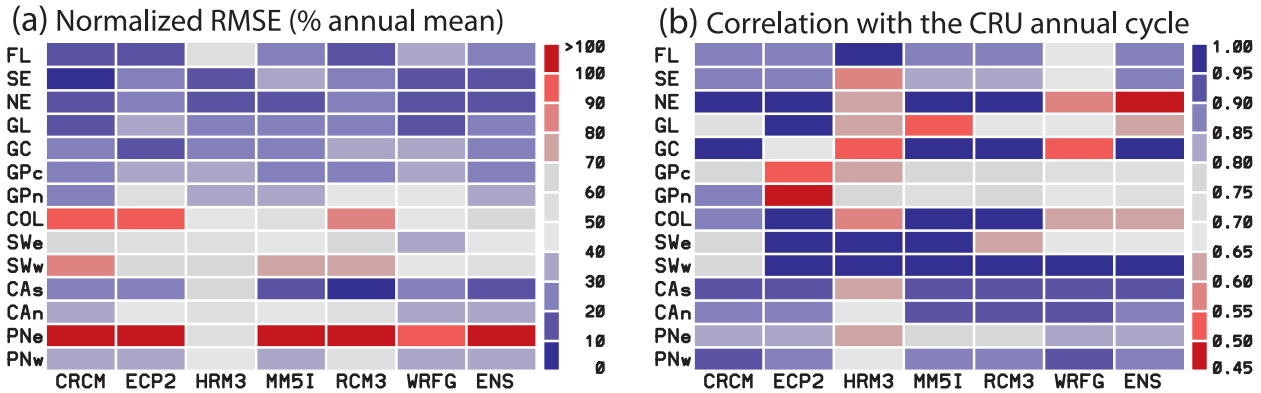 (a) Normalized RMSE (% annual mean)
FL
SE
NE
GL
GC
GPc
GPn
COL
SWe
SWw
CAs
CAn
PNe
PNw
CRCM ECP2 HRM3 MM5I RCM3 WRFG ENS
>100
100
90
80
70
60
50
40
30
20
10
0
(b) Correlation with the CRU annual cycle
FL
SE
NE
GL
GC
GPc
GPn
COL
SWe
SWw
CAs
CAn
PNe
PNw
CRCM ECP2 HRM3 MM5I RCM3 WRFG ENS
1.00
0.95
0.90
0.85
0.80
0.75
0.70
0.65
0.60
0.55
0.50
0.45